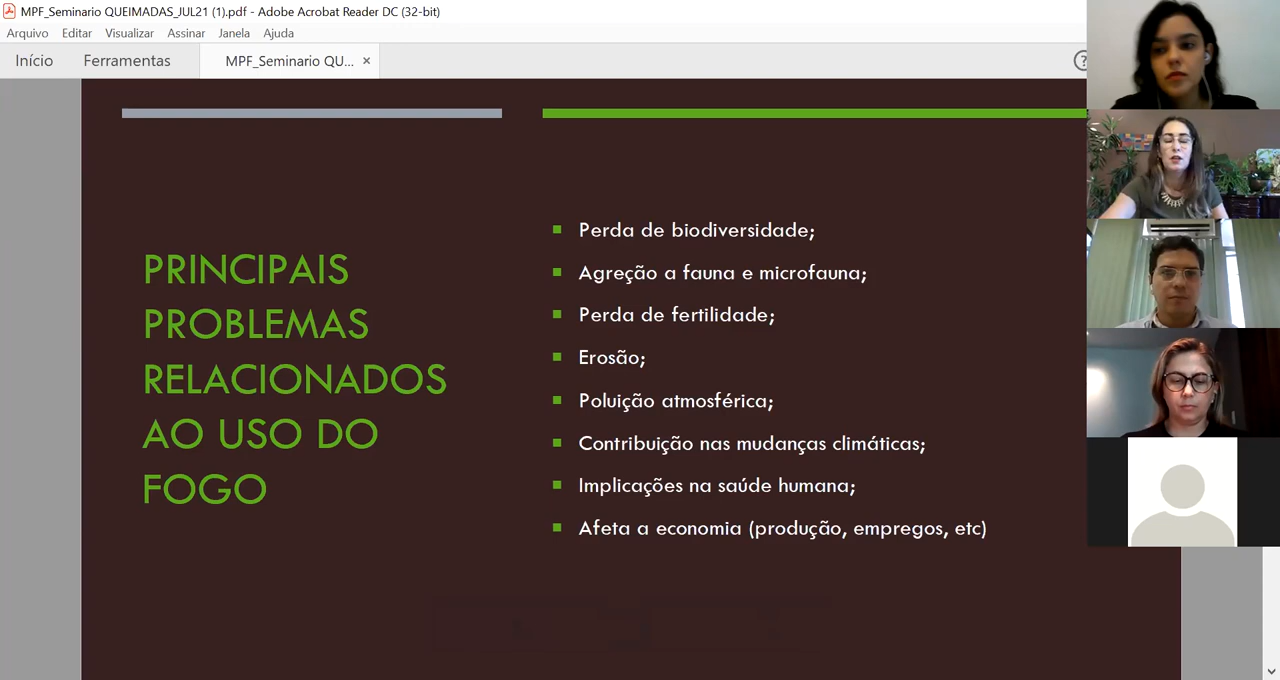 MPF_Seminario QUEIMADAS_JUL21 (1).pdf - Adobe Acrobat Reader DC (32-bit)
Arquivo Editar Visualizar Assinar Janela Ajuda
Início Ferramentas MPF_Seminario QU... ×
?
PRINCIPAIS
PROBLEMAS
RELACIONADOS
AO USO DO
FOGO
Perda de biodiversidade;
Agreção a fauna e microfauna;
Perda de fertilidade;
Erosão;
Poluição atmosférica;
Contribuição nas mudanças climáticas;
Implicações na saúde humana;
Afeta a economia (produção, empregos, etc)